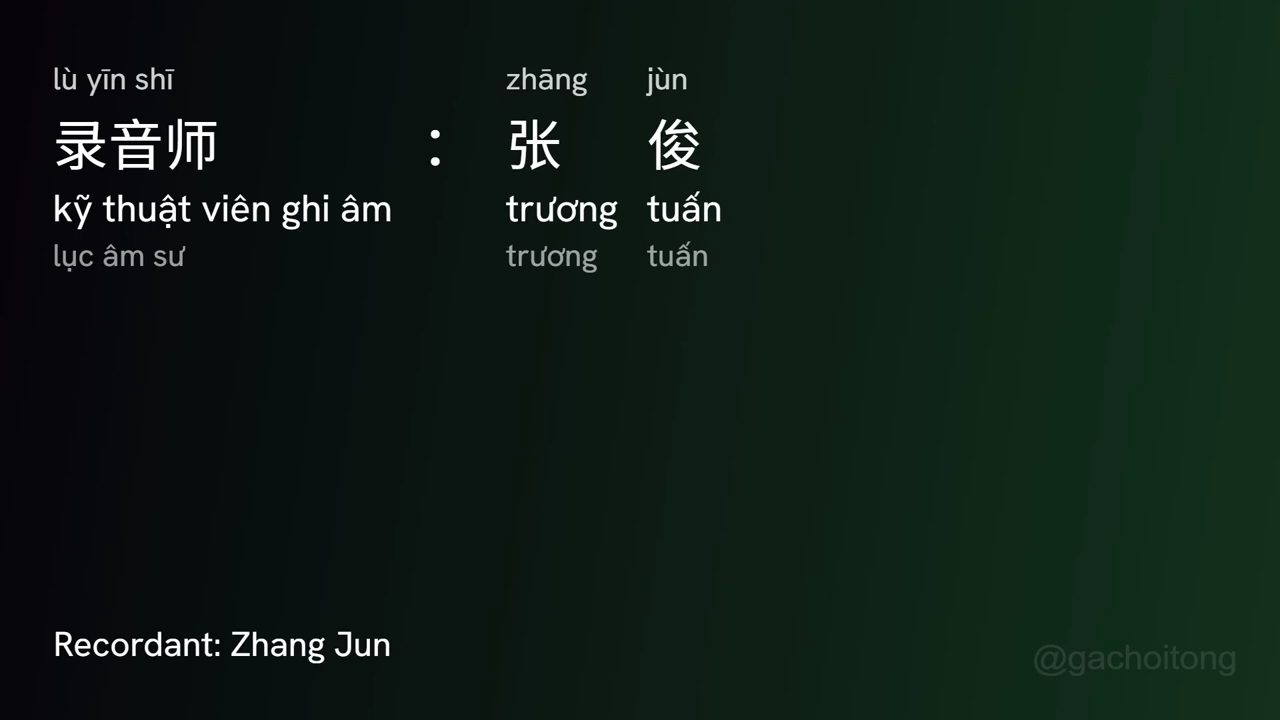 lù yīn shī zhāng jùn
录音师 : 张 俊
kỹ thuật viên ghi âm trương tuấn
lục âm sư trương tuấn
Recordant: Zhang Jun
@gachoitong